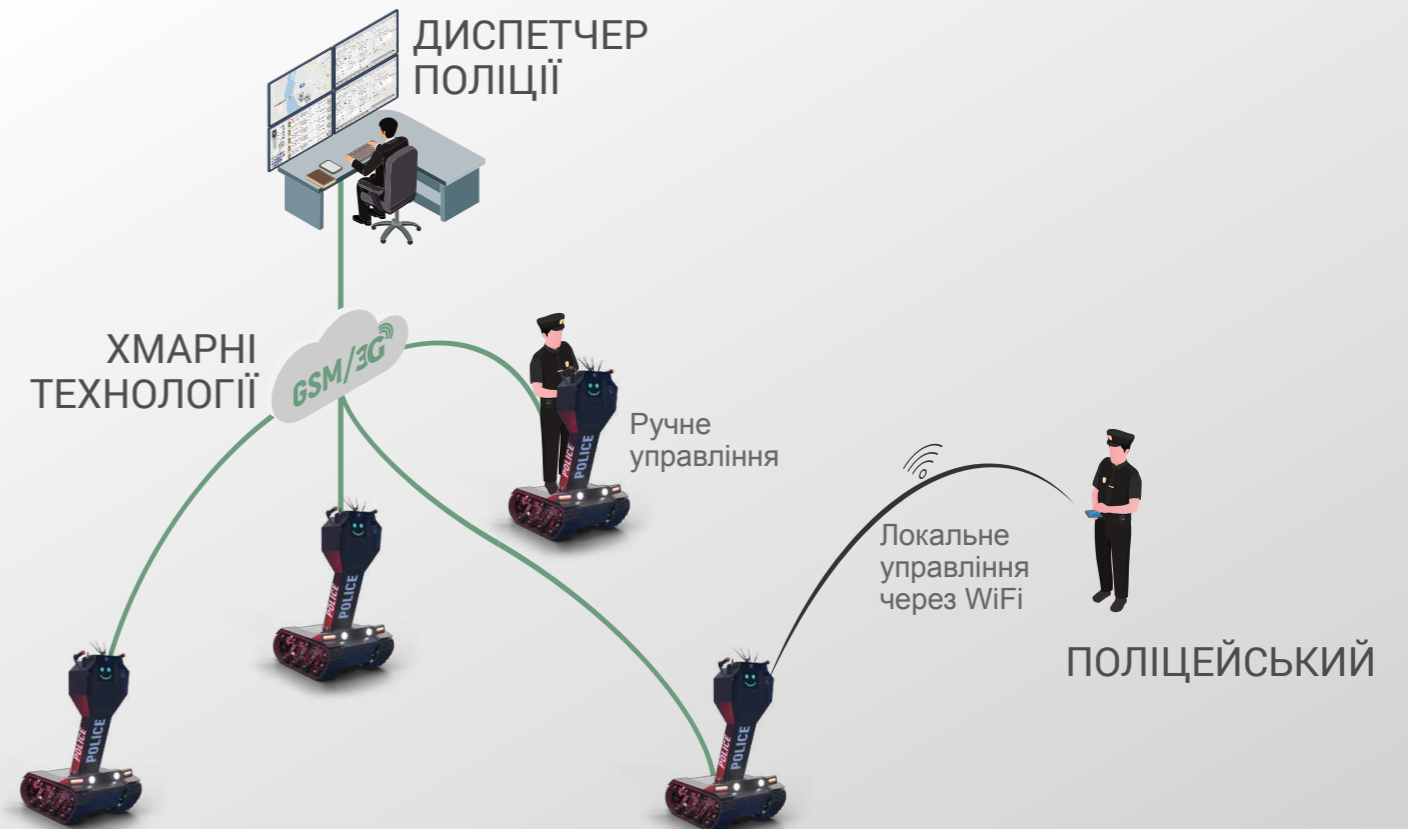 ДИСПЕТЧЕР
ПОЛІЦІЇ
ХМАРНІ
ТЕХНОЛОГІЇ
GSM/3G
Ручне
управління
POLICE
POLICE
Локальне
управління
через WiFi
POLICE
POLICE
ПОЛІЦЕЙСЬКИЙ
POLICE
POLICE
POLICE
POLICE